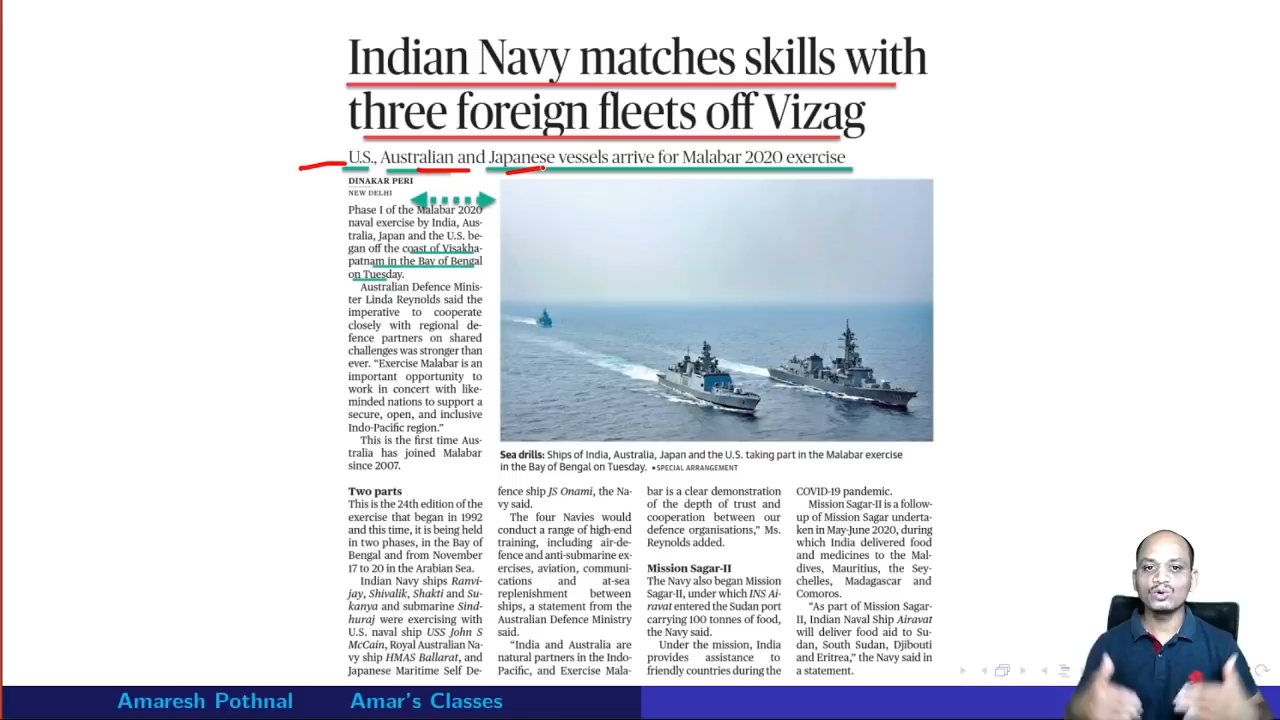 Indian Navy matches skills with
three foreign fleets off Vizag
U.S., Australian and Japanese vessels arrive for Malabar 2020 exercise
DINAKAR PERI
NEW DELHI
Phase I of the Malabar 2020
naval exercise by India, Aus-
tralia, Japan and the U.S. be-
gan off the coast of Visakha-
patnam in the Bay of Bengal
on Tuesday.
Australian Defence Minis-
ter Linda Reynolds said the
imperative to cooperate
closely with regional de-
fence partners on shared
challenges was stronger than
ever. “Exercise Malabar is an
important opportunity to
work in concert with like-
minded nations to support a
secure, open, and inclusive
Indo-Pacific region.”
This is the first time Aus-
tralia has joined Malabar
since 2007.
Sea drills: Ships of India, Australia, Japan and the U.S. taking part in the Malabar exercise
in the Bay of Bengal on Tuesday. •SPECIAL ARRANGEMENT
Two parts
This is the 24th edition of the
exercise that began in 1992
and this time, it is being held
in two phases, in the Bay of
Bengal and from November
17 to 20 in the Arabian Sea.
Indian Navy ships Ranvi-
jay, Shivalik, Shakti and Su-
kanya and submarine Sind-
huraj were exercising with
U.S. naval ship USS John S
McCain, Royal Australian Na-
vy ship HMAS Ballarat, and
Japanese Maritime Self De-
fence ship JS Onami, the Na-
vy said.
The four Navies would
conduct a range of high-end
training, including air-de-
fence and anti-submarine ex-
ercises, aviation, communi-
cations and at-sea
replenishment between
ships, a statement from the
Australian Defence Ministry
said.
“India and Australia are
natural partners in the Indo-
Pacific, and Exercise Mala-
bar is a clear demonstration
of the depth of trust and
cooperation between our
defence organisations,” Ms.
Reynolds added.
Mission Sagar-II
The Navy also began Mission
Sagar-II, under which INS Ai-
ravat entered the Sudan port
carrying 100 tonnes of food,
the Navy said.
Under the mission, India
provides assistance to
friendly countries during the
COVID-19 pandemic.
Mission Sagar-II is a follow-
up of Mission Sagar underta-
ken in May-June 2020, during
which India delivered food
and medicines to the Mal-
dives, Mauritius, the Sey-
chelles, Madagascar and
Comoros.
“As part of Mission Sagar-
II, Indian Naval Ship Airavat
will deliver food aid to Su-
dan, South Sudan, Djibouti
and Eritrea,” the Navy said in
a statement.
Amaresh Pothnal Amar's Classes